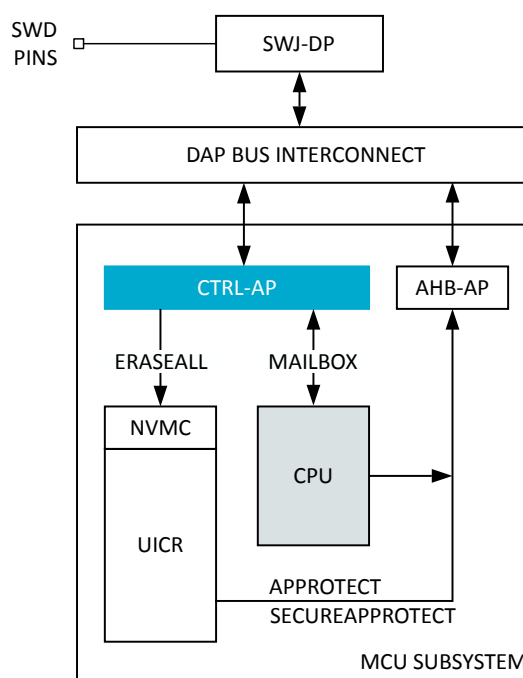 SWD
PINS
SWJ-DP
DAP BUS INTERCONNECT
CTRL-AP
AHB-AP
ERASEALL
MAILBOX
NVMC
CPU
UICR
APPROTECT
SECUREAPPROTECT
MCU SUBSYSTEM